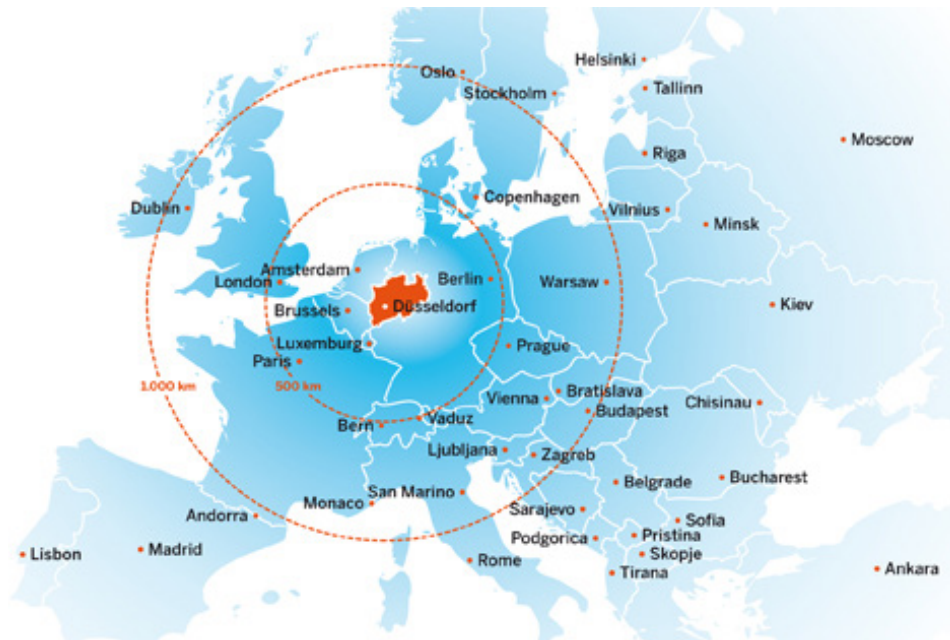 Helsinki
Oslo
Tallinn
Stockholm
Moscow
Riga
Copenhagen
Dublin
Vilnius
Minsk
Amsterdam
Berlin
London
Warsaw
Düsseldorf
Kiev
Brussels
Luxemburg
Prague
Paris
1.000 km
500 km
Bratislava
Vienna
Chisinau
Budapest
Vaduz
Bern
Ljubljana
Zagreb
Bucharest
Belgrade
San Marino
Monaco
Sarajevo
Andorra
Sofia
Pristina
Podgorica
Lisbon
Madrid
Skopje
Rome
Ankara
Tirana